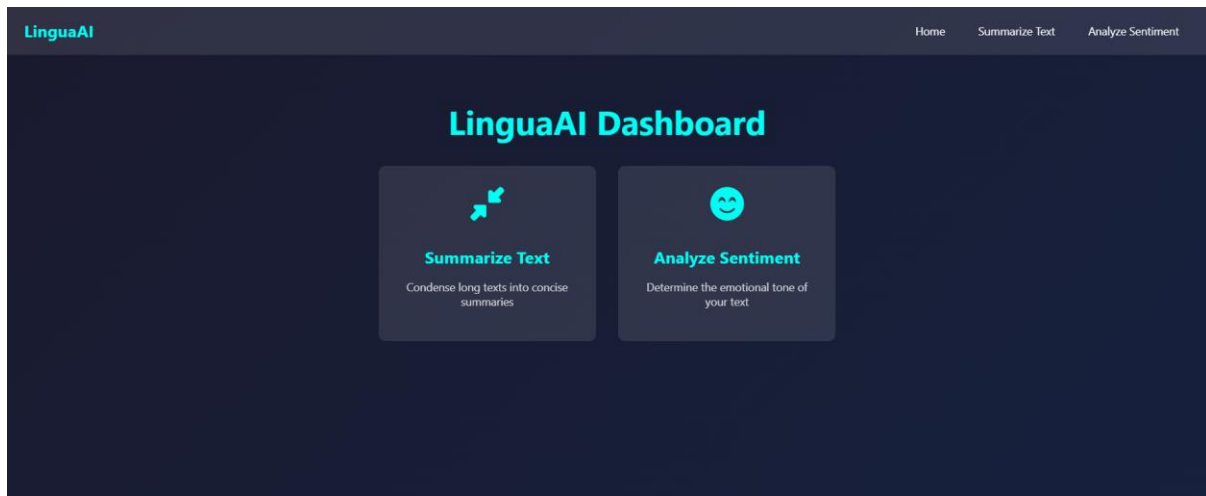 LinguaAI
Home
Summarize Text
Analyze Sentiment
LinguaAI Dashboard
Summarize Text
Condense long texts into concise
summaries
Analyze Sentiment
Determine the emotional tone of
your text